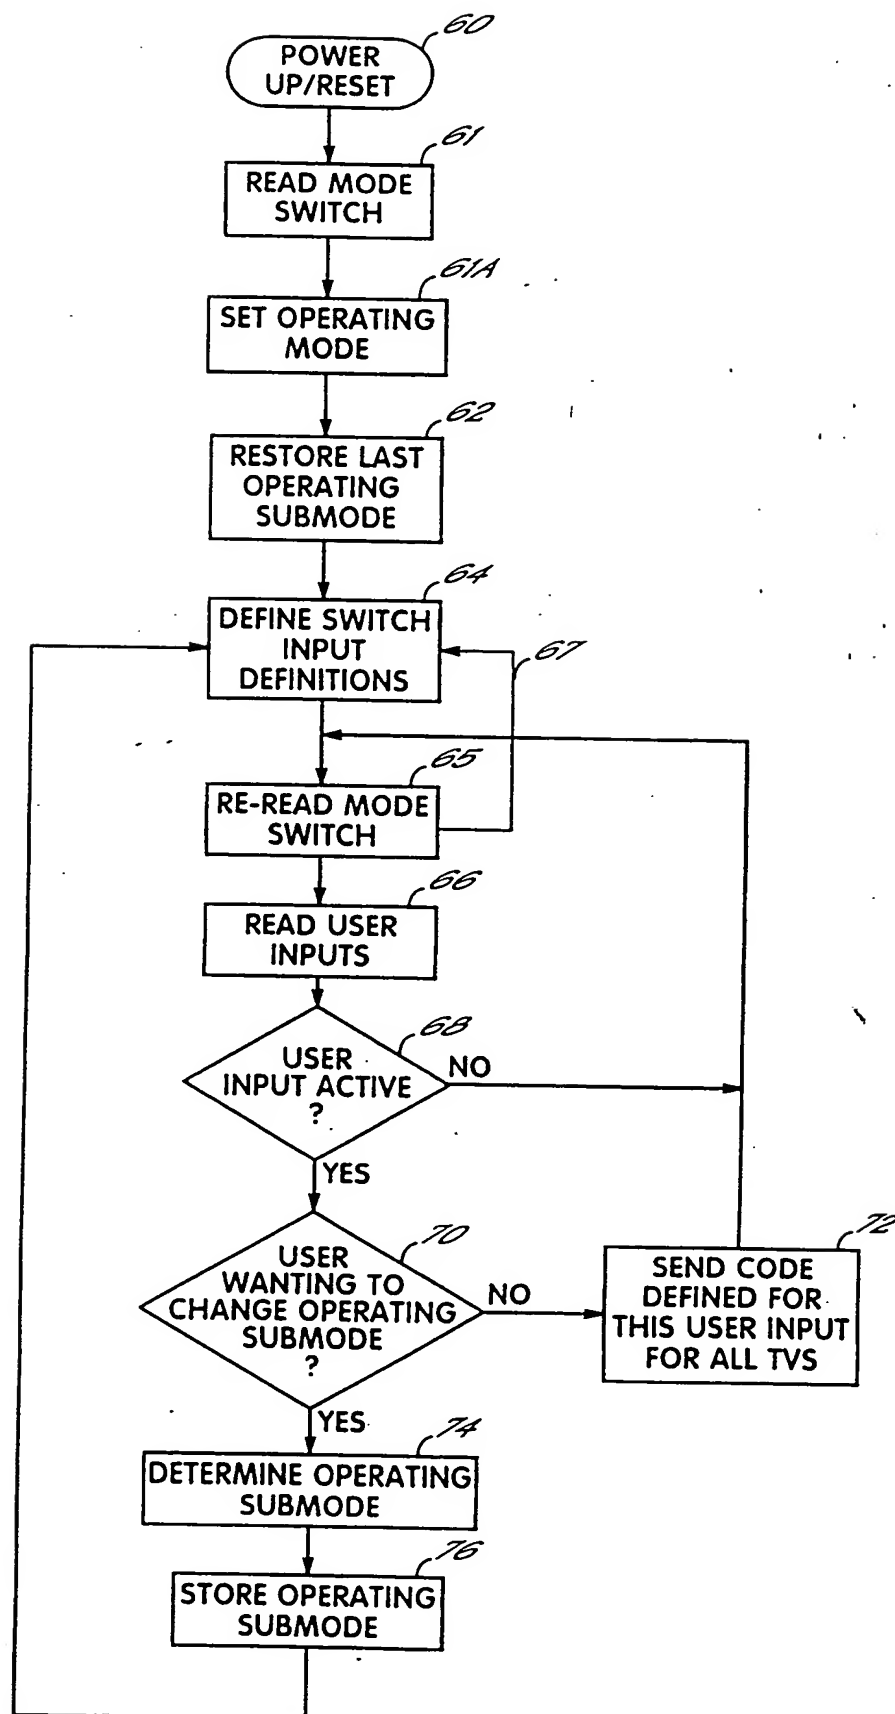 60
POWER
UP/RESET
61
READ MODE
SWITCH
61A
SET OPERATING
MODE
62
RESTORE LAST
OPERATING
SUBMODE
64
DEFINE SWITCH
INPUT
DEFINITIONS
67
65
RE-READ MODE
SWITCH
66
READ USER
INPUTS
68
USER
INPUT ACTIVE
?
NO
YES
70
USER
WANTING TO
CHANGE OPERATING
SUBMODE
?
NO
72
SEND CODE
DEFINED FOR
THIS USER INPUT
FOR ALL TVS
YES
74
DETERMINE OPERATING
SUBMODE
76
STORE OPERATING
SUBMODE